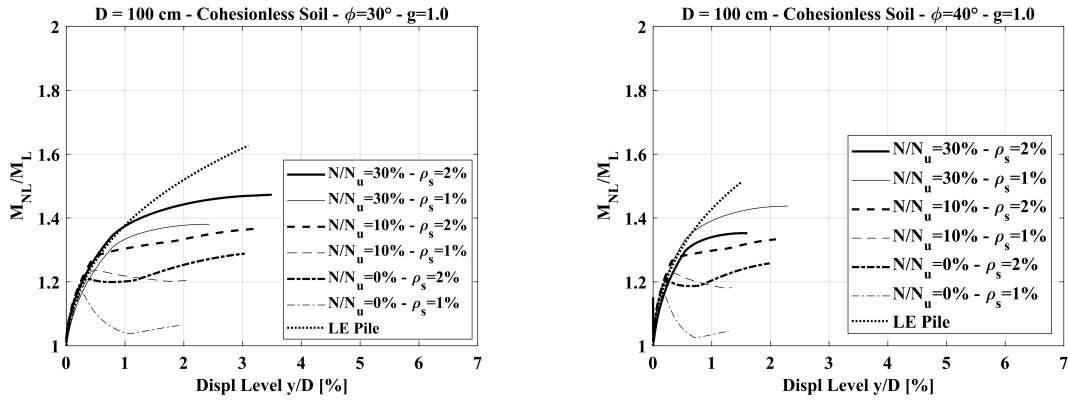 D = 100 cm - Cohesionless Soil - ϕ=30° - g=1.0
2
1.8
1.6
1.4
1.2
1
M_NL/M_L
N/N_u=30% - ρ_s=2%
N/N_u=30% - ρ_s=1%
N/N_u=10% - ρ_s=2%
N/N_u=10% - ρ_s=1%
N/N_u=0% - ρ_s=2%
N/N_u=0% - ρ_s=1%
LE Pile
0 1 2 3 4 5 6 7
Displ Level y/D [%]
D = 100 cm - Cohesionless Soil - ϕ=40° - g=1.0
2
1.8
1.6
1.4
1.2
1
M_NL/M_L
N/N_u=30% - ρ_s=2%
N/N_u=30% - ρ_s=1%
N/N_u=10% - ρ_s=2%
N/N_u=10% - ρ_s=1%
N/N_u=0% - ρ_s=2%
N/N_u=0% - ρ_s=1%
LE Pile
0 1 2 3 4 5 6 7
Displ Level y/D [%]